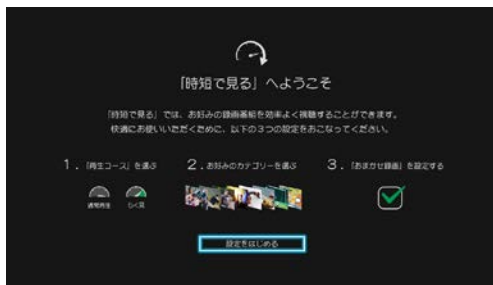 「時短で見る」へようこそ
「時短で見る」では、お好みの録画番組を効率よく視聴することができます。
快適にお使いいただくために、以下の3つの設定をおこなってください。
1.「再生コース」を選ぶ
2.お好みのカテゴリーを選ぶ
3.「おまかせ録画」を設定する
通常再生
らく見
設定をはじめる